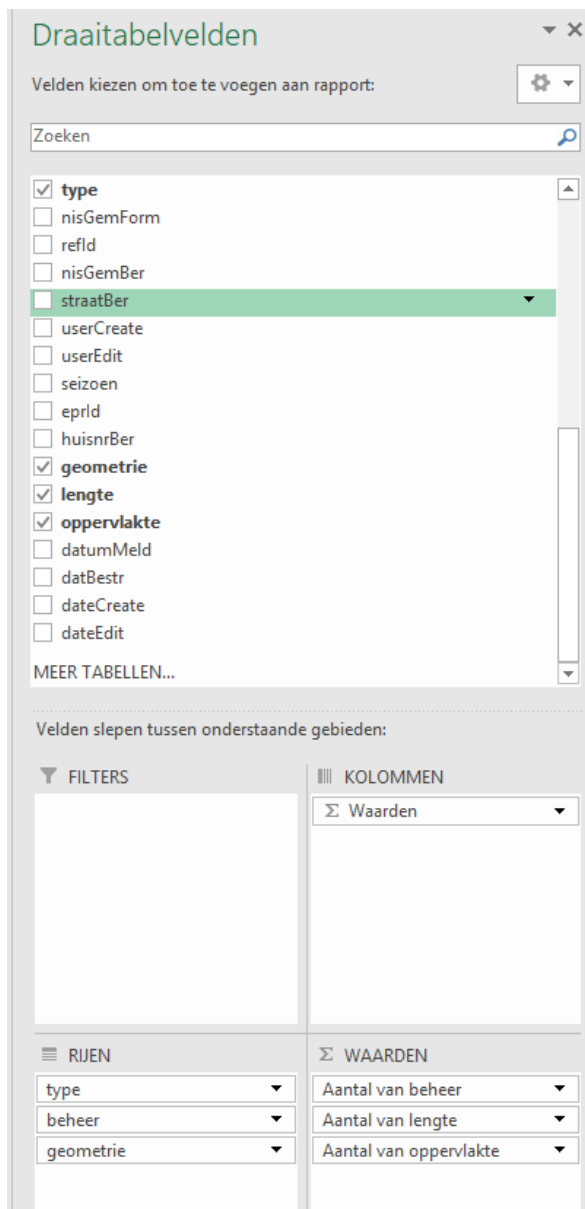 Draaitabelvelden
Velden kiezen om toe te voegen aan rapport:
Zoeken
type
nisGemForm
refId
nisGemBer
straatBer
userCreate
userEdit
seizoen
eprId
huisnrBer
geometrie
lengte
oppervlakte
datumMeld
datBestr
dateCreate
dateEdit
MEER TABELLEN...
Velden slepen tussen onderstaande gebieden:
FILTERS
KOLOMMEN
Σ Waarden
RIJEN
type
beheer
geometrie
Σ WAARDEN
Aantal van beheer
Aantal van lengte
Aantal van oppervlakte